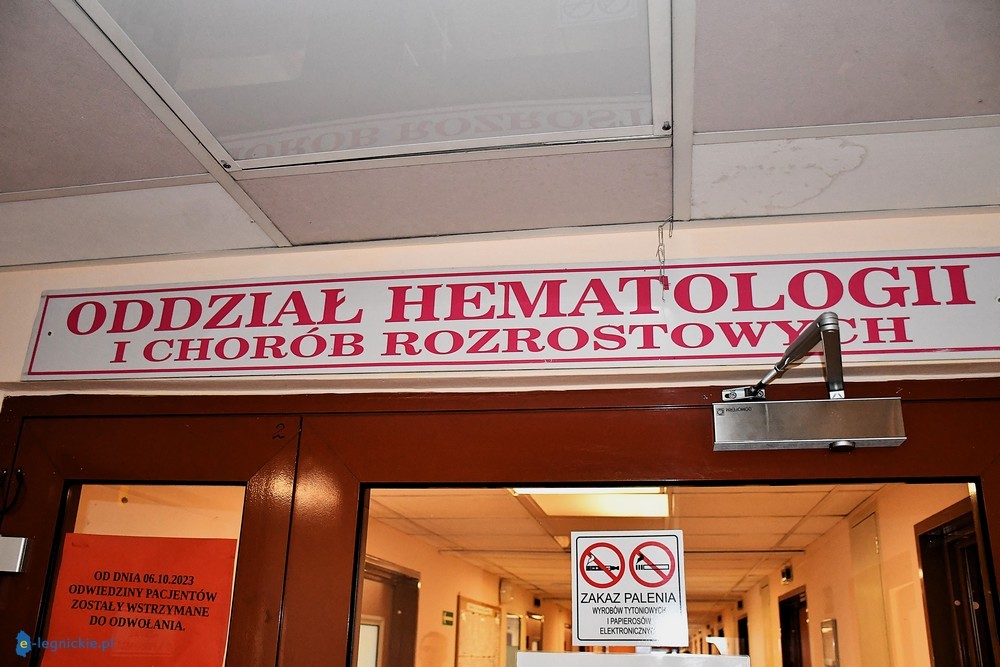 ODDZIAŁ HEMATOLOGII
I CHORÓB ROZROSTOWYCH
2
OD DNIA 06.10.2023
ODWIEDZINY PACJENTÓW
ZOSTAŁY WSTRZYMANE
DO ODWOŁANIA.
ZAKAZ PALENIA
WYROBÓW TYTONIOWYCH
I PAPIEROSÓW
ELEKTRONICZNYCH
e-legnickie.pl